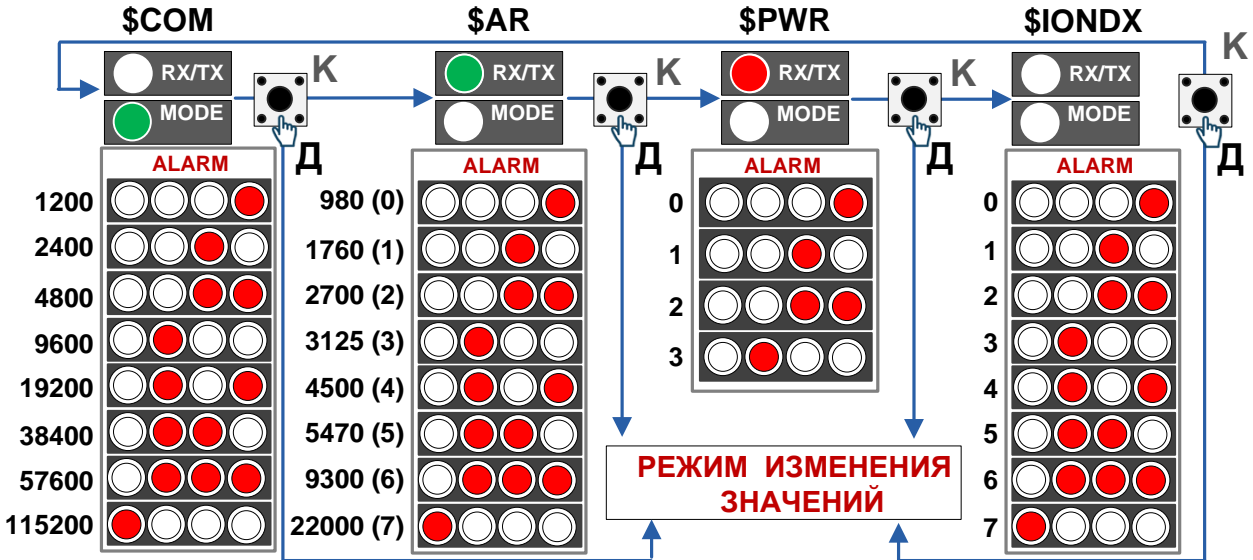 $COM
$AR
$PWR
$IONDX
RX/TX
MODE
К
Д
RX/TX
MODE
К
Д
RX/TX
MODE
К
Д
RX/TX
MODE
К
Д
ALARM
1200
2400
4800
9600
19200
38400
57600
115200
ALARM
980 (0)
1760 (1)
2700 (2)
3125 (3)
4500 (4)
5470 (5)
9300 (6)
22000 (7)
ALARM
0
1
2
3
ALARM
0
1
2
3
4
5
6
7
РЕЖИМ ИЗМЕНЕНИЯ
ЗНАЧЕНИЙ